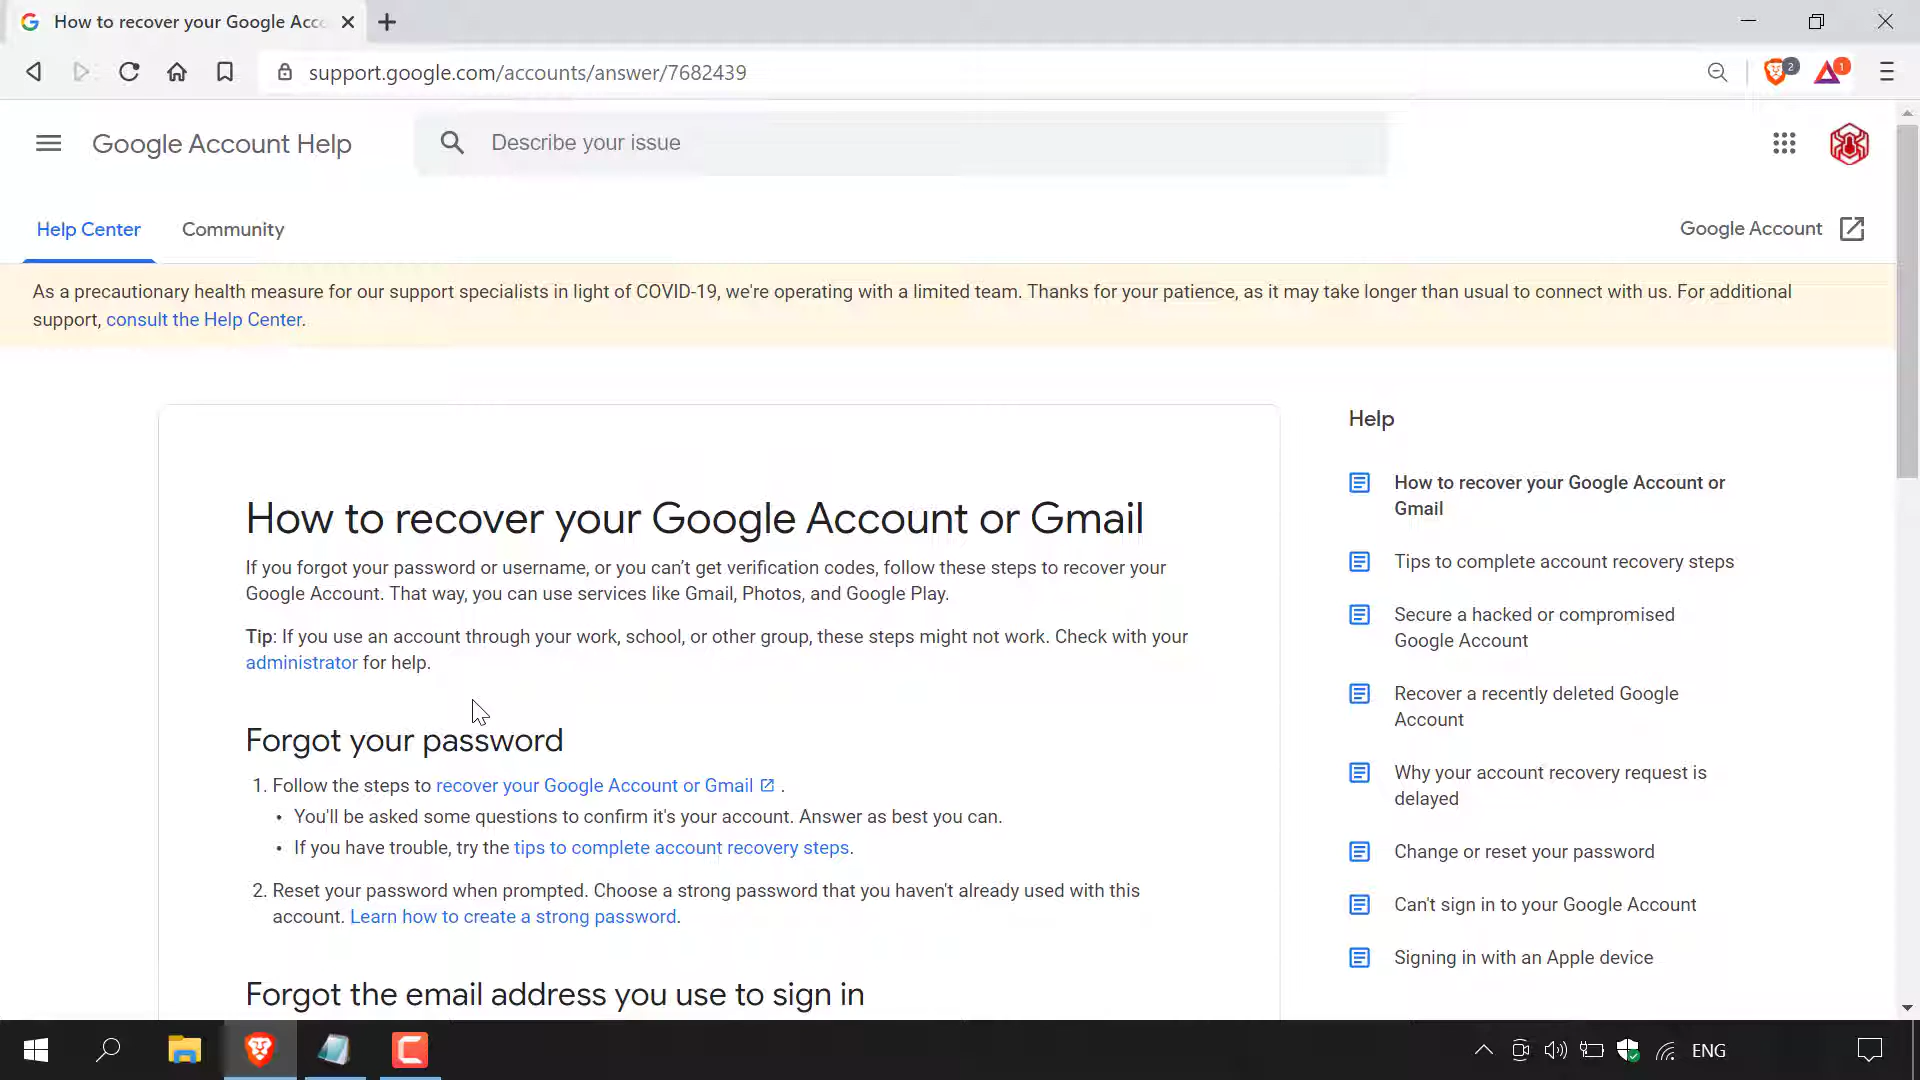 How to recover your Google Acc
support.google.com/accounts/answer/7682439
2
1
Google Account Help
Describe your issue
Help Center
Community
Google Account
As a precautionary health measure for our support specialists in light of COVID-19, we're operating with a limited team. Thanks for your patience, as it may take longer than usual to connect with us. For additional
support, consult the Help Center.
How to recover your Google Account or Gmail
If you forgot your password or username, or you can’t get verification codes, follow these steps to recover your
Google Account. That way, you can use services like Gmail, Photos, and Google Play.
Tip: If you use an account through your work, school, or other group, these steps might not work. Check with your
administrator for help.
Forgot your password
1. Follow the steps to recover your Google Account or Gmail .
• You'll be asked some questions to confirm it's your account. Answer as best you can.
• If you have trouble, try the tips to complete account recovery steps.
2. Reset your password when prompted. Choose a strong password that you haven't already used with this
account. Learn how to create a strong password.
Forgot the email address you use to sign in
Help
How to recover your Google Account or
Gmail
Tips to complete account recovery steps
Secure a hacked or compromised
Google Account
Recover a recently deleted Google
Account
Why your account recovery request is
delayed
Change or reset your password
Can't sign in to your Google Account
Signing in with an Apple device
ENG